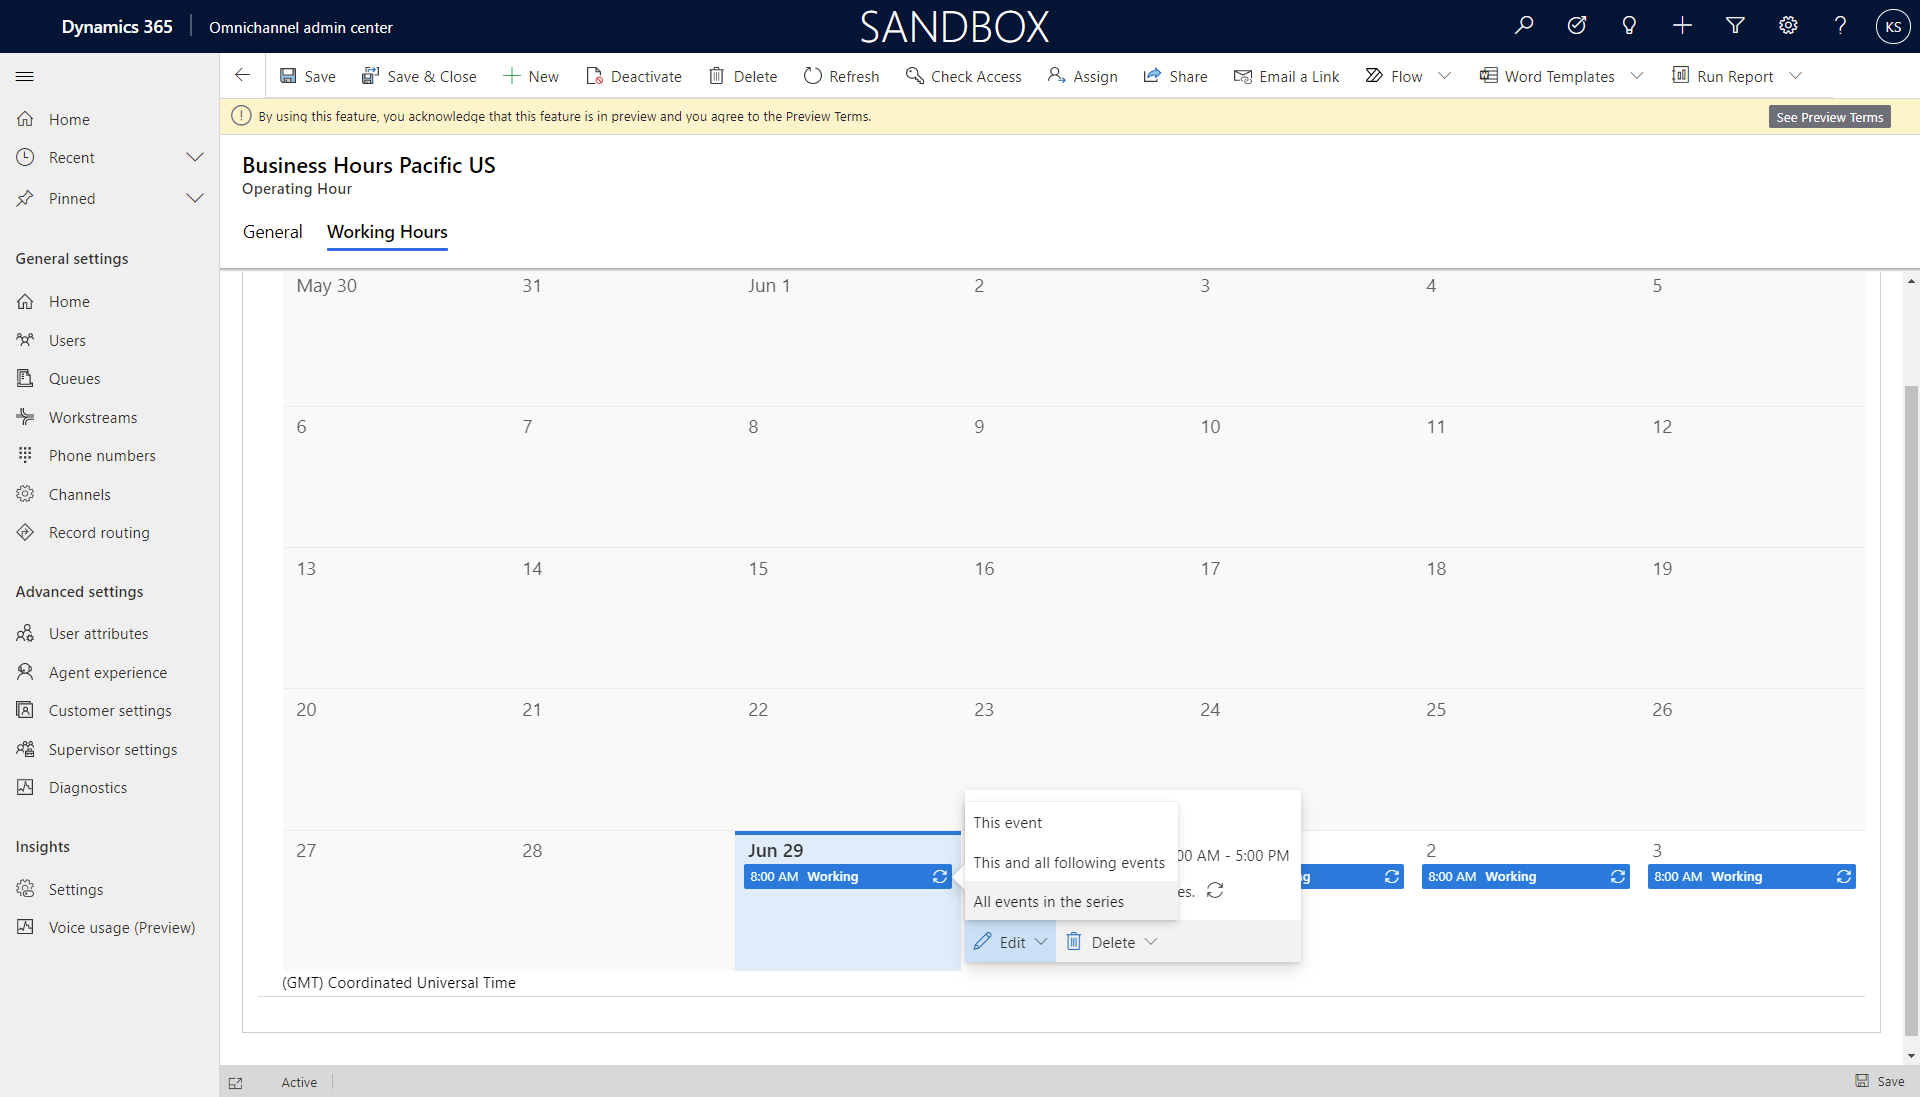 Dynamics 365
Omnichannel admin center
SANDBOX
KS
Save
Save & Close
New
Deactivate
Delete
Refresh
Check Access
Assign
Share
Email a Link
Flow
Word Templates
Run Report
By using this feature, you acknowledge that this feature is in preview and you agree to the Preview Terms.
See Preview Terms
Home
Recent
Pinned
General settings
Home
Users
Queues
Workstreams
Phone numbers
Channels
Record routing
Advanced settings
User attributes
Agent experience
Customer settings
Supervisor settings
Diagnostics
Insights
Settings
Voice usage (Preview)
Business Hours Pacific US
Operating Hour
General
Working Hours
May 30 31 Jun 1 2 3 4 5
6 7 8 9 10 11 12
13 14 15 16 17 18 19
20 21 22 23 24 25 26
27 28 Jun 29 2 3
8:00 AM Working
8:00 AM Working
8:00 AM Working
This event
This and all following events
All events in the series
00 AM - 5:00 PM
es.
Edit
Delete
(GMT) Coordinated Universal Time
Active
Save